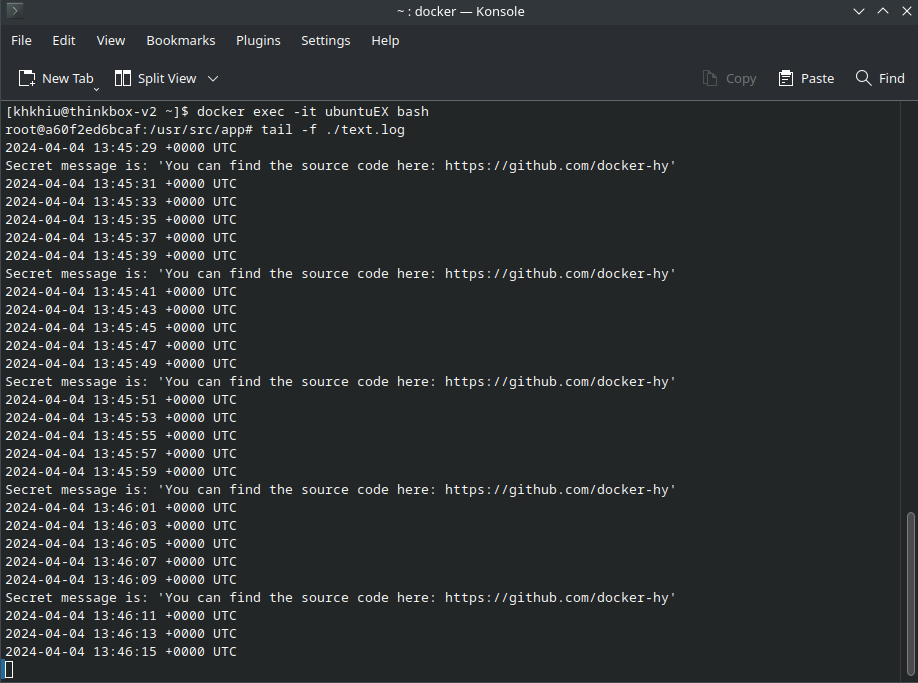 ~ : docker — Konsole
File Edit View Bookmarks Plugins Settings Help
New Tab Split View Copy Paste Find
[khkhiu@thinkbox-v2 ~]$ docker exec -it ubuntuEX bash
root@a60f2ed6bcaf:/usr/src/app# tail -f ./text.log
2024-04-04 13:45:29 +0000 UTC
Secret message is: 'You can find the source code here: https://github.com/docker-hy'
2024-04-04 13:45:31 +0000 UTC
2024-04-04 13:45:33 +0000 UTC
2024-04-04 13:45:35 +0000 UTC
2024-04-04 13:45:37 +0000 UTC
2024-04-04 13:45:39 +0000 UTC
Secret message is: 'You can find the source code here: https://github.com/docker-hy'
2024-04-04 13:45:41 +0000 UTC
2024-04-04 13:45:43 +0000 UTC
2024-04-04 13:45:45 +0000 UTC
2024-04-04 13:45:47 +0000 UTC
2024-04-04 13:45:49 +0000 UTC
Secret message is: 'You can find the source code here: https://github.com/docker-hy'
2024-04-04 13:45:51 +0000 UTC
2024-04-04 13:45:53 +0000 UTC
2024-04-04 13:45:55 +0000 UTC
2024-04-04 13:45:57 +0000 UTC
2024-04-04 13:45:59 +0000 UTC
Secret message is: 'You can find the source code here: https://github.com/docker-hy'
2024-04-04 13:46:01 +0000 UTC
2024-04-04 13:46:03 +0000 UTC
2024-04-04 13:46:05 +0000 UTC
2024-04-04 13:46:07 +0000 UTC
2024-04-04 13:46:09 +0000 UTC
Secret message is: 'You can find the source code here: https://github.com/docker-hy'
2024-04-04 13:46:11 +0000 UTC
2024-04-04 13:46:13 +0000 UTC
2024-04-04 13:46:15 +0000 UTC